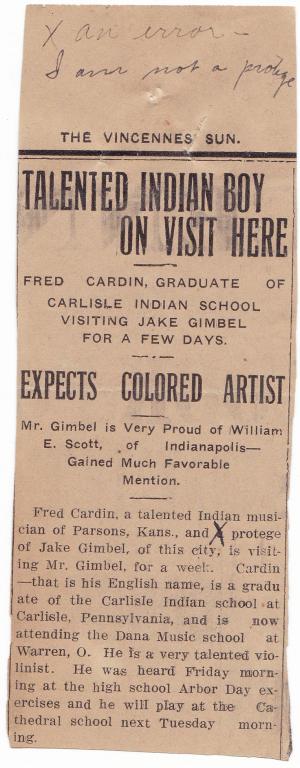 X an error -
I am not a protege
THE VINCENNES SUN.
TALENTED INDIAN BOY
ON VISIT HERE
FRED CARDIN, GRADUATE OF
CARLISLE INDIAN SCHOOL
VISITING JAKE GIMBEL
FOR A FEW DAYS.
EXPECTS COLORED ARTIST
Mr. Gimbel is Very Proud of William
E. Scott, of Indianapolis—
Gained Much Favorable
Mention.
Fred Cardin, a talented Indian musi-
cian of Parsons, Kans., and X protege
of Jake Gimbel, of this city, is visit-
ing Mr. Gimbel, for a week. Cardin
—that is his English name, is a gradu
ate of the Carlisle Indian school at
Carlisle, Pennsylvania, and is now
attending the Dana Music school at
Warren, O. He is a very talented vio-
linist. He was heard Friday morn-
ing at the high school Arbor Day ex-
ercises and he will play at the Ca-
thedral school next Tuesday morn-
ing.